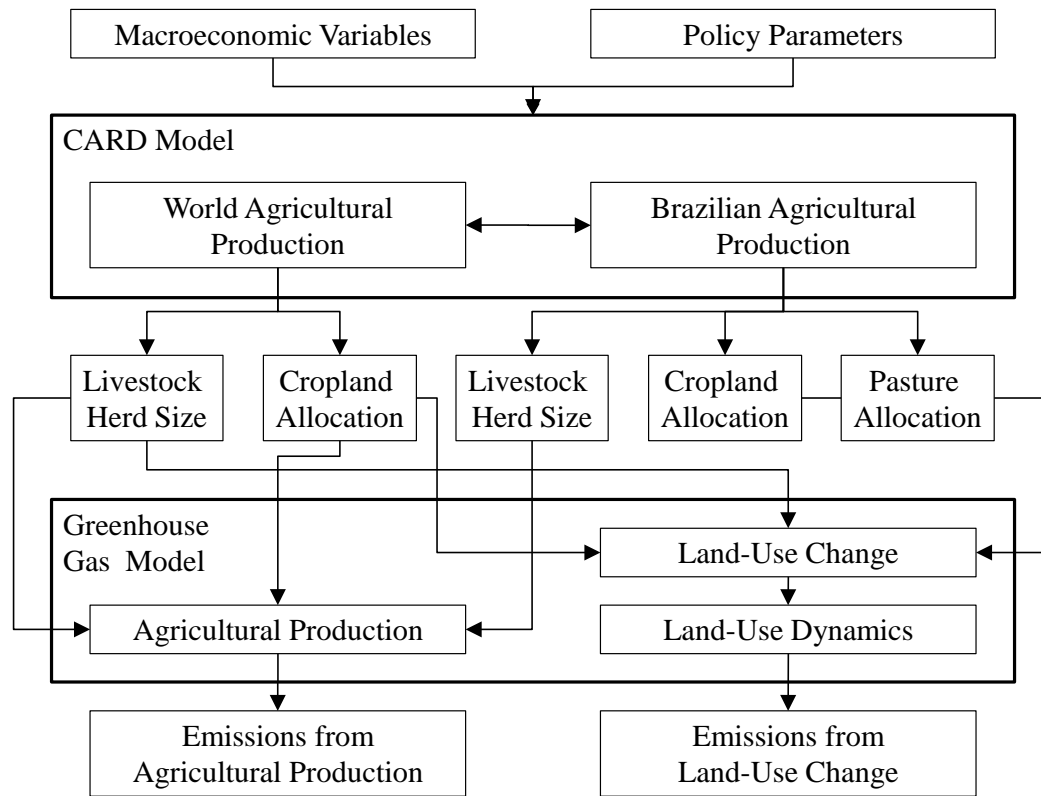 Macroeconomic Variables
Policy Parameters
CARD Model
World Agricultural
Production
Brazilian Agricultural
Production
Livestock
Herd Size
Cropland
Allocation
Livestock
Herd Size
Cropland
Allocation
Pasture
Allocation
Greenhouse
Gas Model
Land-Use Change
Agricultural Production
Land-Use Dynamics
Emissions from
Agricultural Production
Emissions from
Land-Use Change